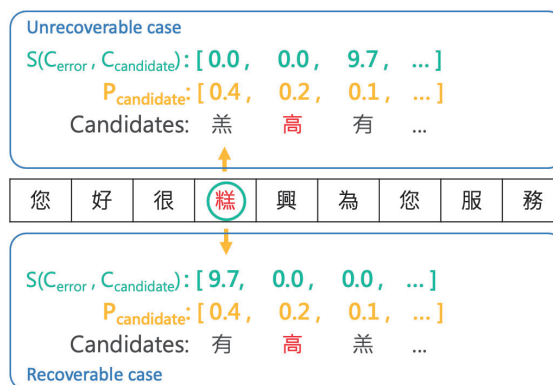 Unrecoverable case
S(Cerror , Ccandidate): [ 0.0 , 0.0 , 9.7 , ... ]
Pcandidate: [ 0.4 , 0.2 , 0.1 , ... ]
Candidates: 羔 高 有 ...
您 好 很 糕 興 為 您 服 務
S(Cerror , Ccandidate): [ 9.7, 0.0 , 0.0 , ... ]
Pcandidate: [ 0.4 , 0.2 , 0.1 , ... ]
Candidates: 有 高 羔 ...
Recoverable case